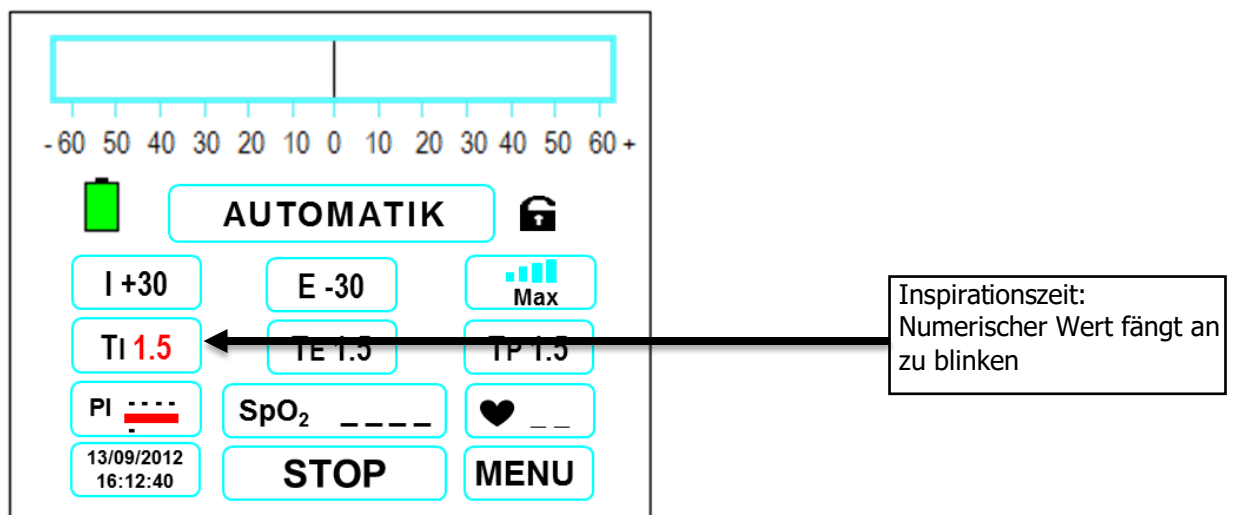 - 60 50 40 30 20 10 0 10 20 30 40 50 60 +
AUTOMATIK
I +30 E -30 Max
TI 1.5 TE 1.5 TP 1.5
PI - - - - - SpO₂ _ _ _ _ _ _
13/09/2012
16:12:40
STOP MENU
Inspirationszeit:
Numerischer Wert fängt an
zu blinken